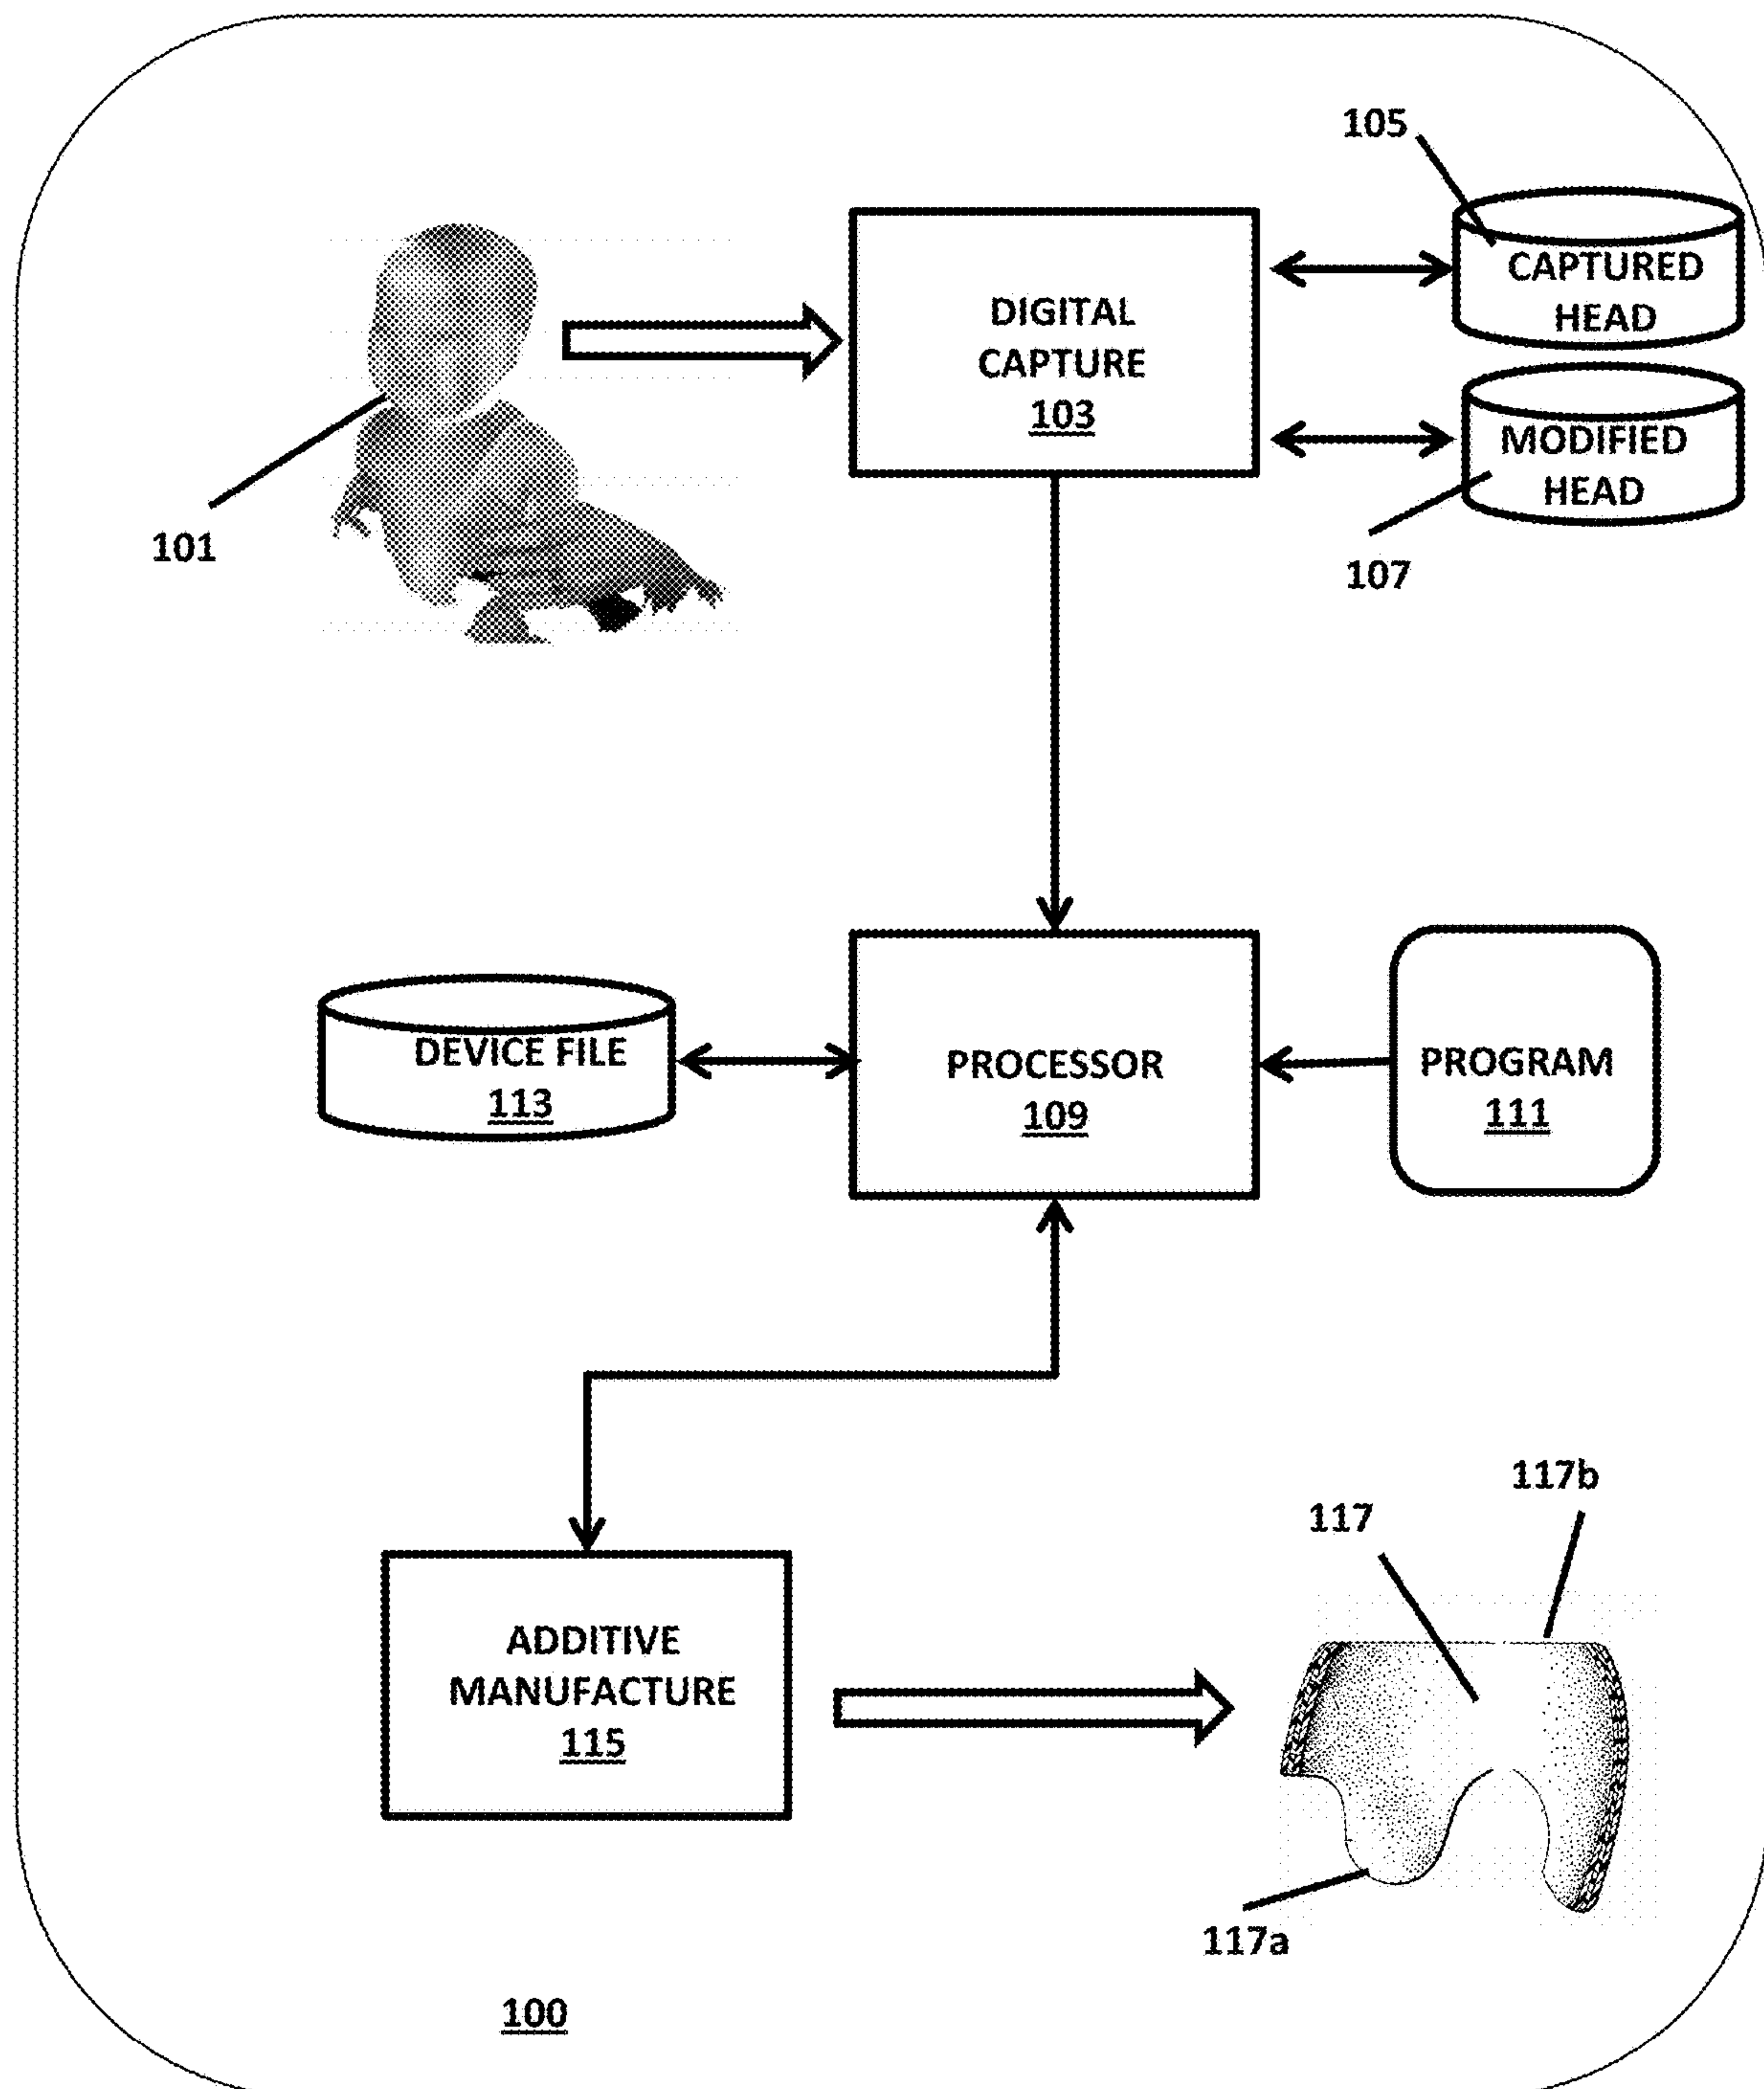 105
CAPTURED
HEAD
DIGITAL
CAPTURE
103
MODIFIED
HEAD
101
107
DEVICE FILE
113
PROCESSOR
109
PROGRAM
111
117b
117
ADDITIVE
MANUFACTURE
115
117a
100